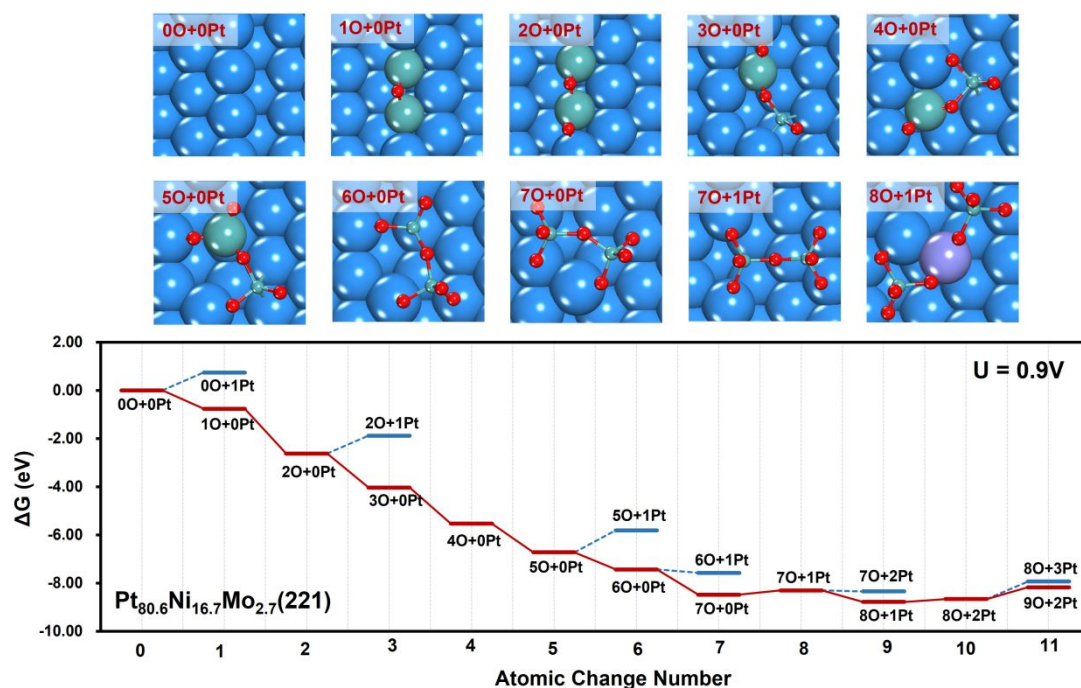 0O+0Pt
1O+0Pt
2O+0Pt
3O+0Pt
4O+0Pt
5O+0Pt
6O+0Pt
7O+0Pt
7O+1Pt
8O+1Pt
2.00
0.00
-2.00
-4.00
-6.00
-8.00
-10.00
ΔG (eV)
U = 0.9V
0O+0Pt
0O+1Pt
1O+0Pt
2O+0Pt
2O+1Pt
3O+0Pt
4O+0Pt
5O+0Pt
5O+1Pt
6O+0Pt
6O+1Pt
7O+0Pt
7O+1Pt
7O+2Pt
8O+1Pt
8O+2Pt
8O+3Pt
9O+2Pt
Pt80.6Ni16.7Mo2.7(221)
0 1 2 3 4 5 6 7 8 9 10 11
Atomic Change Number